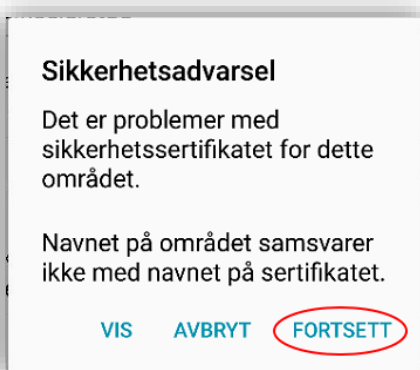 Sikkerhetsadvarsel
Det er problemer med
sikkerhetssertifikatet for dette
området.
Navnet på området samsvarer
ikke med navnet på sertifikatet.
VIS AVBRYT FORTSETT